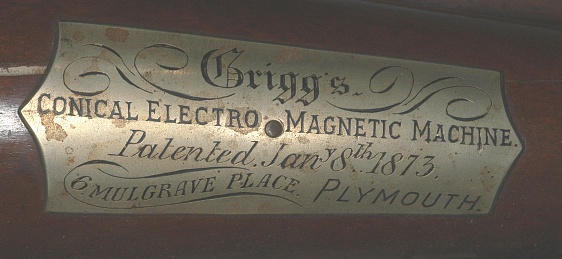 Grigg's.
CONICAL ELECTRO MAGNETIC MACHINE.
Patented Jany 8th 1873.
6 MULGRAVE PLACE. PLYMOUTH.